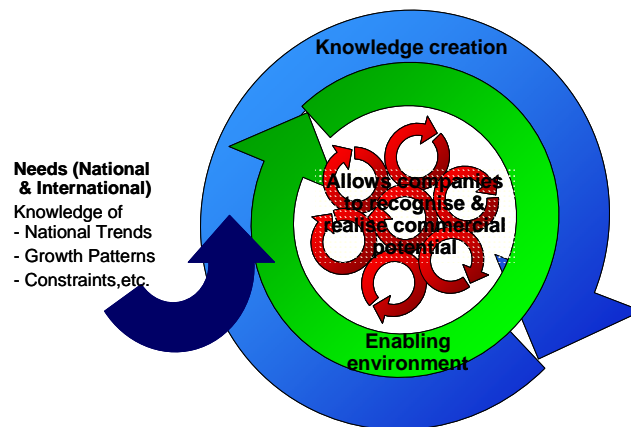 Knowledge creation
Needs (National
& International)
Knowledge of
- National Trends
- Growth Patterns
- Constraints,etc.
Allows companies
to recognise &
realise commercial
potential
Enabling
environment